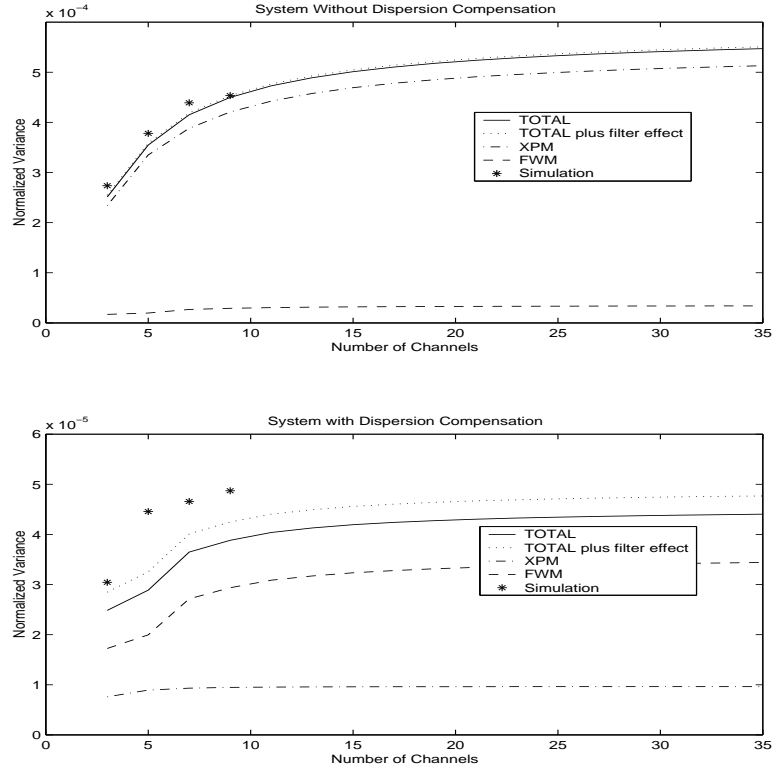 System Without Dispersion Compensation
x 10−4
5
4
3
2
1
0
Normalized Variance
TOTAL
TOTAL plus filter effect
XPM
FWM
Simulation
0 5 10 15 20 25 30 35
Number of Channels
System with Dispersion Compensation
x 10−5
6
5
4
3
2
1
0
Normalized Variance
TOTAL
TOTAL plus filter effect
XPM
FWM
Simulation
0 5 10 15 20 25 30 35
Number of Channels